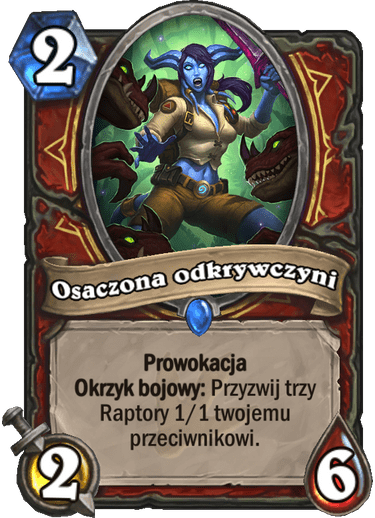 2
Osaczona odkrywczyni
Prowokacja
Okrzyk bojowy: Przyzwij trzy
Raptory 1/1 twojemu
przeciwnikowi.
2
6